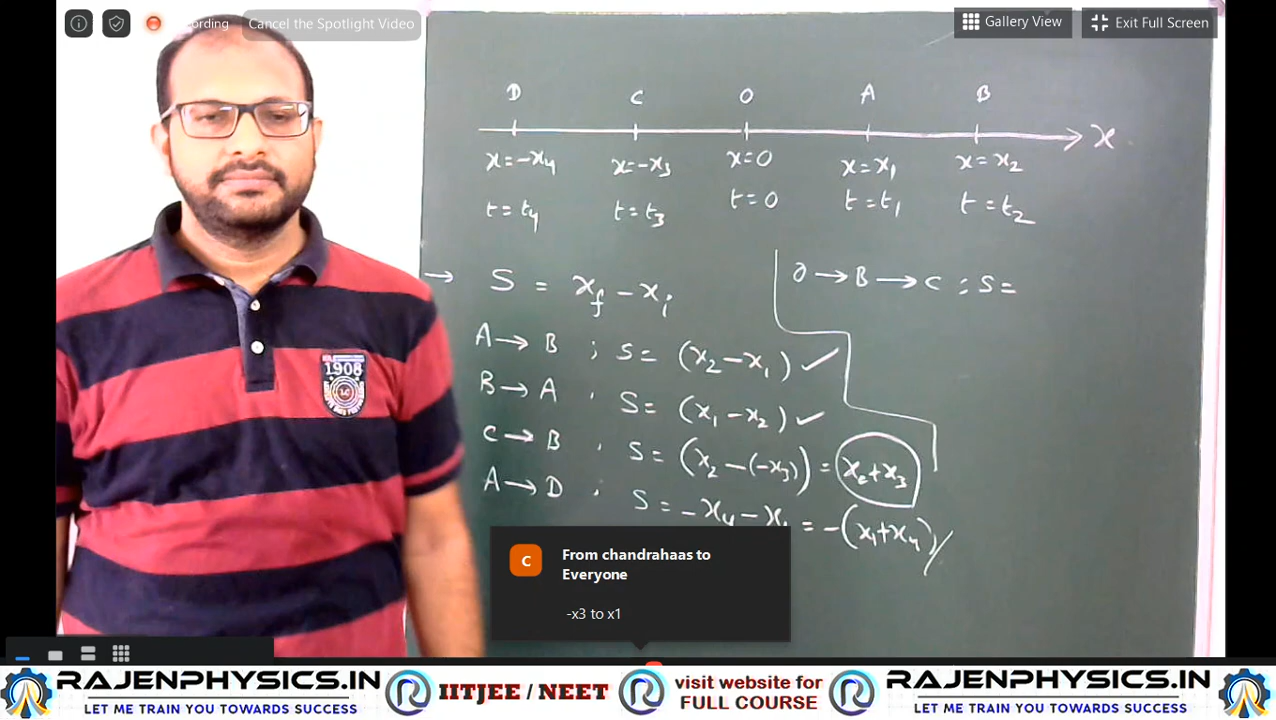 Recording
Cancel the Spotlight Video
Gallery View
Exit Full Screen
D C O A B
x
x=-x₄ x=-x₃ x=0 x=x₁ x=x₂
t=t₄ t=t₃ t=0 t=t₁ t=t₂
→ S = x_f - x_i
O → B → C ; S =
A → B ; S = (x₂ - x₁) ✓
B → A ; S = (x₁ - x₂) ✓
C → B ; S = (x₂ - (-x₃)) = x₂+x₃
A → D ; S = -x₄ - x₁ = -(x₁+x₄)
1908
C
From chandrahaas to
Everyone
-x3 to x1
RAJENPHYSICS.IN
LET ME TRAIN YOU TOWARDS SUCCESS
IITJEE / NEET
visit website for
FULL COURSE
RAJENPHYSICS.IN
LET ME TRAIN YOU TOWARDS SUCCESS